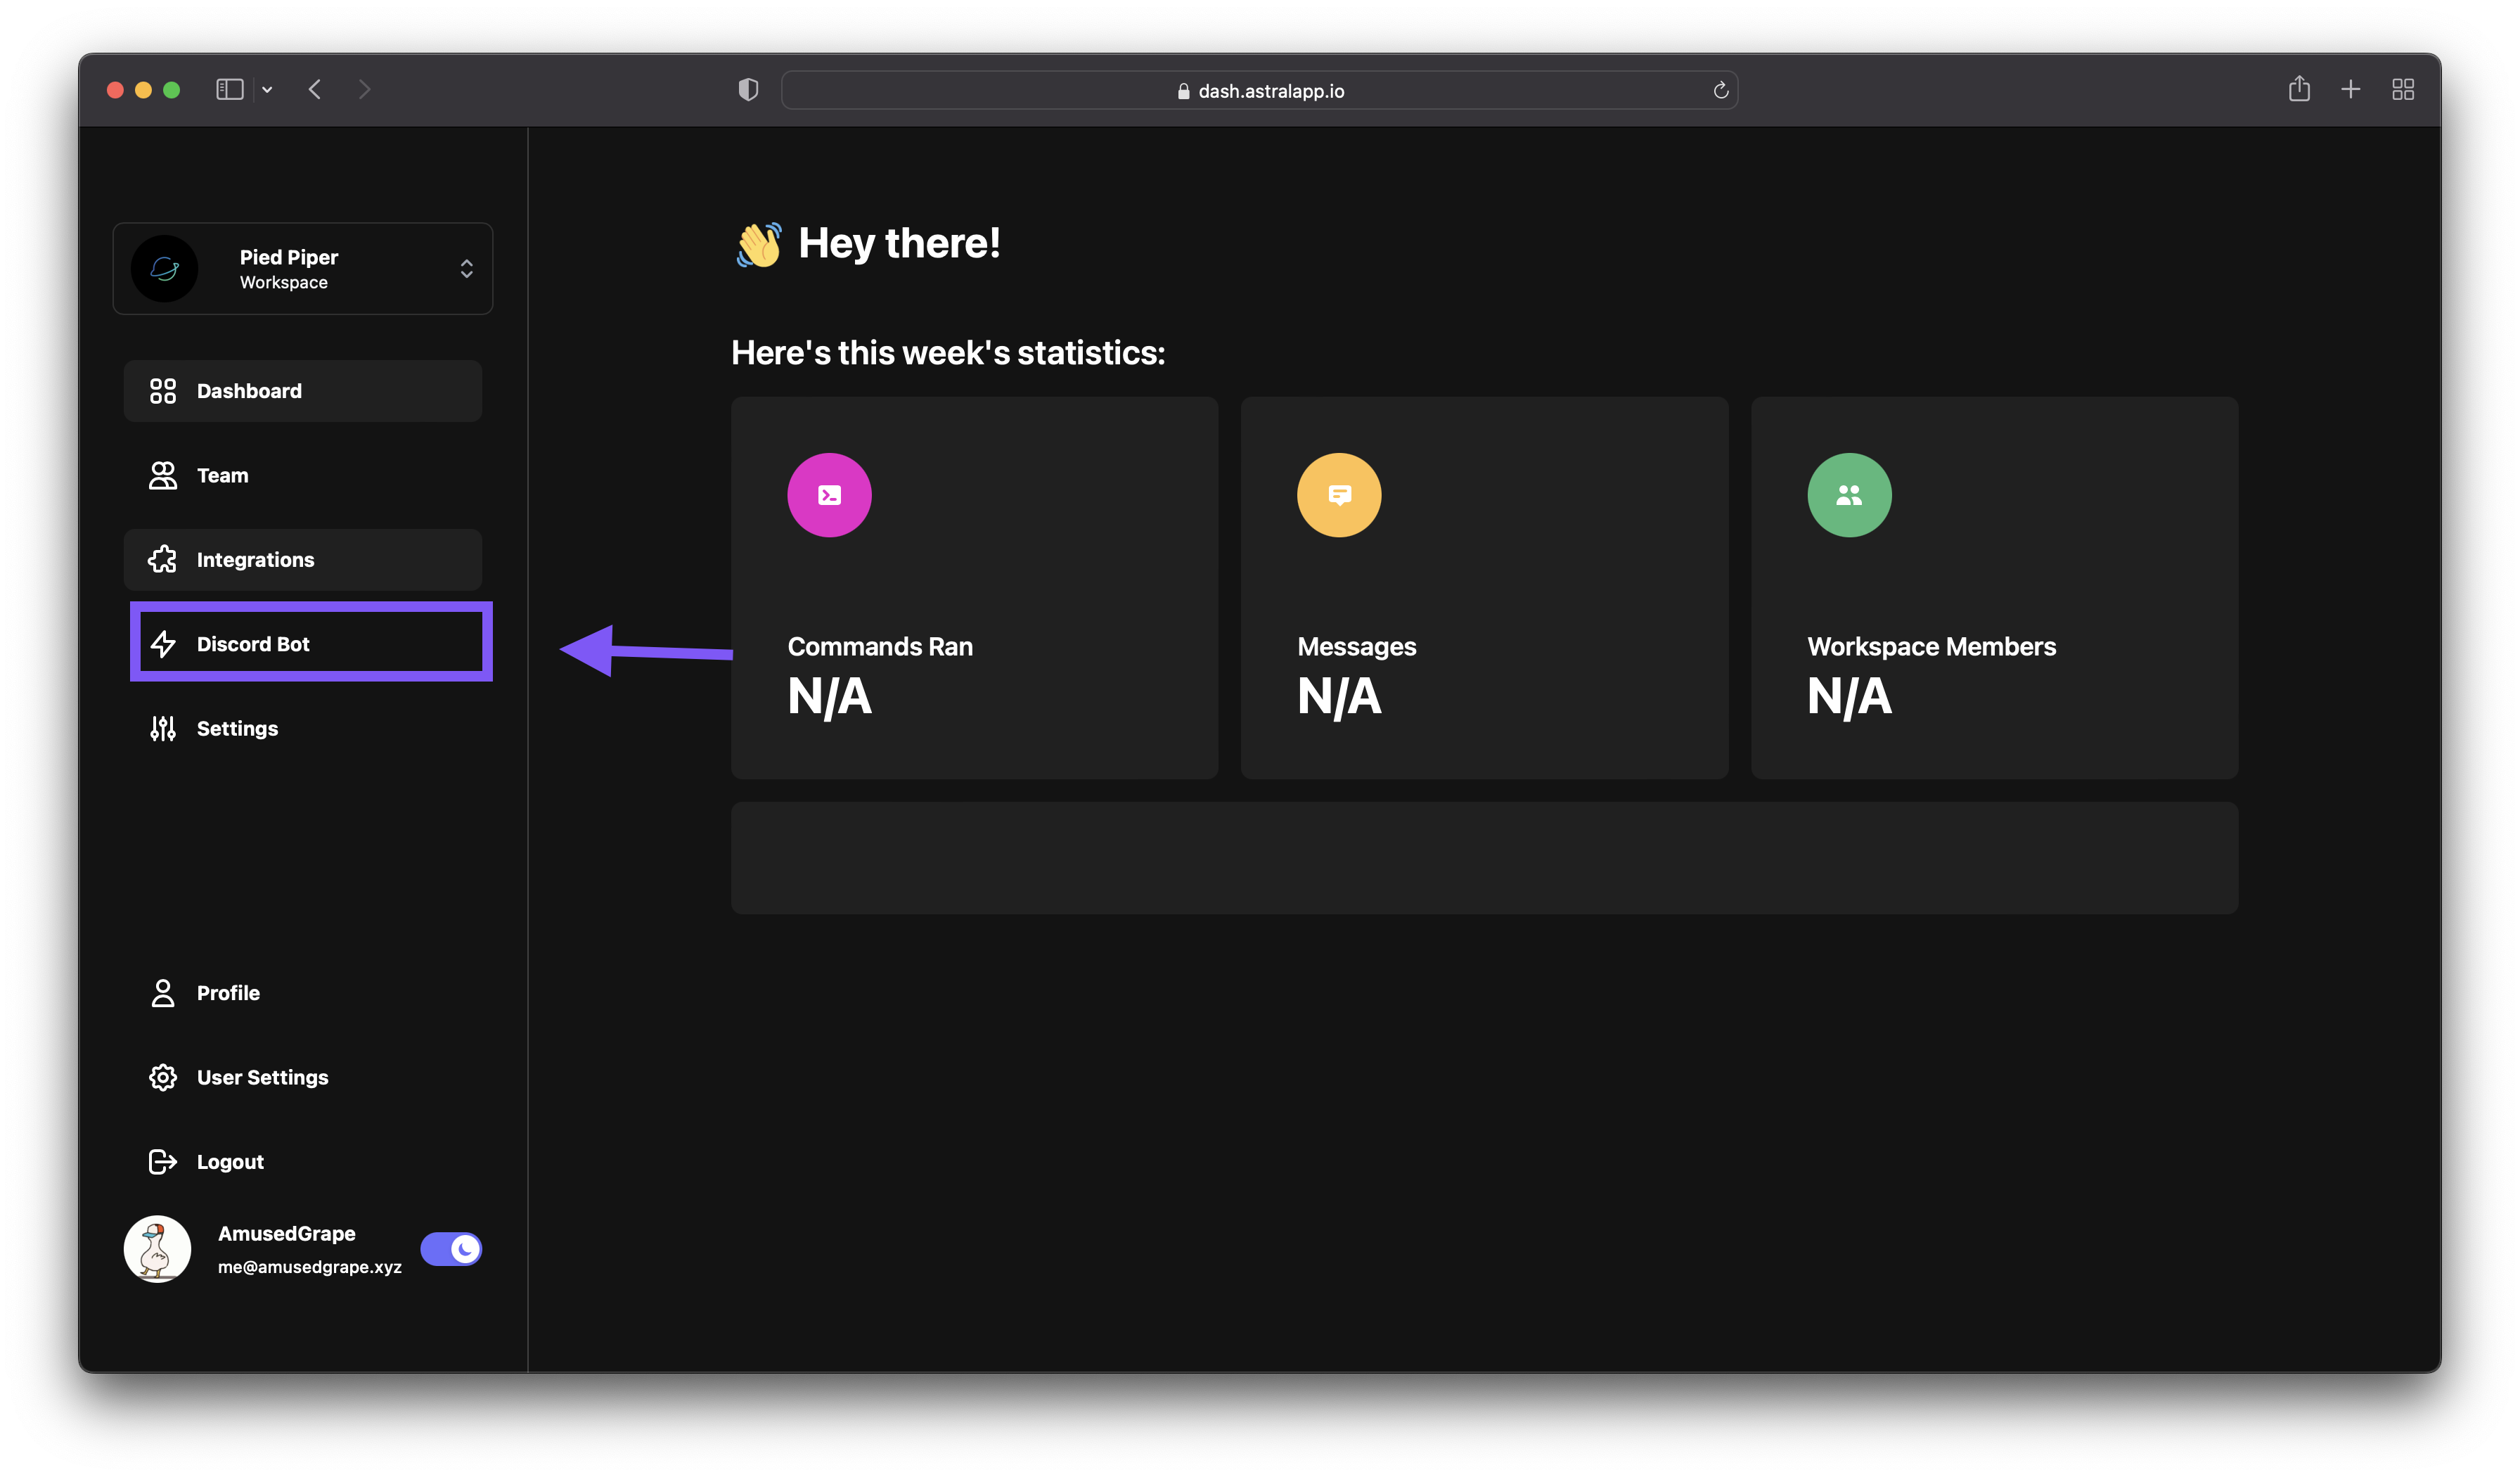 dash.astralapp.io
Pied Piper
Workspace
Dashboard
Team
Integrations
Discord Bot
Settings
Profile
User Settings
Logout
AmusedGrape
me@amusedgrape.xyz
👋 Hey there!
Here's this week's statistics:
Commands Ran
N/A
Messages
N/A
Workspace Members
N/A